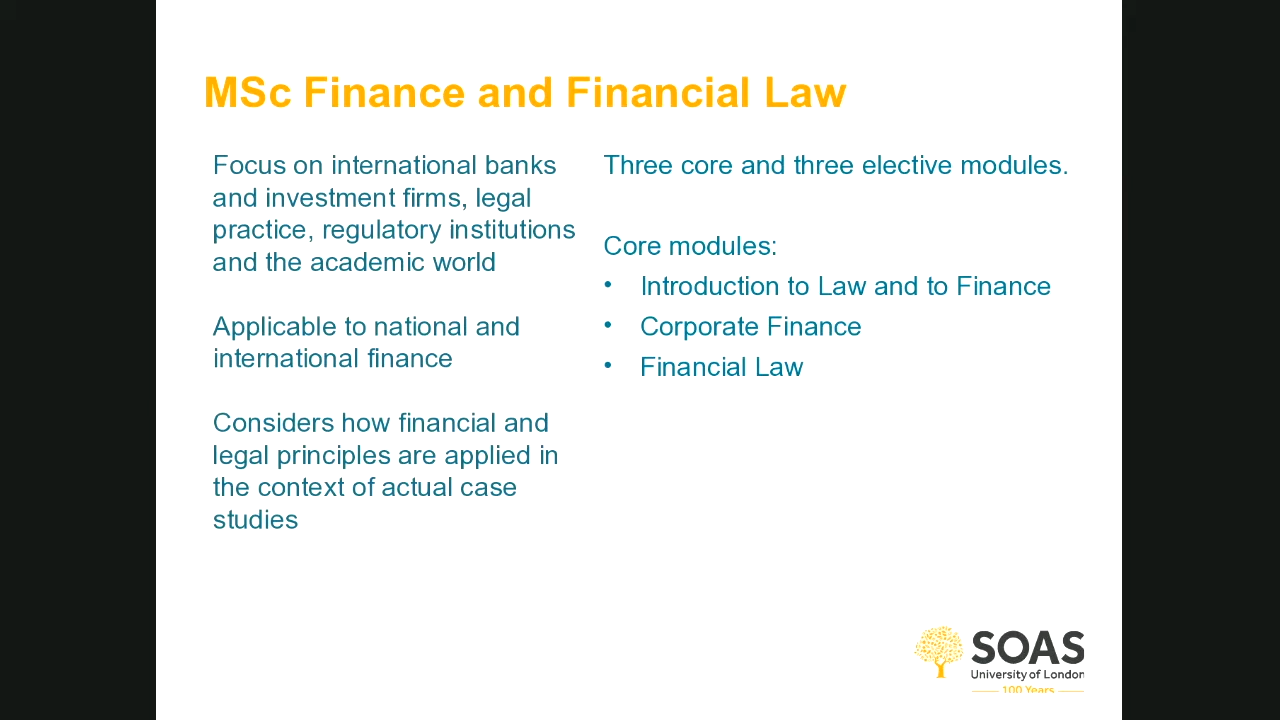 MSc Finance and Financial Law
Focus on international banks
and investment firms, legal
practice, regulatory institutions
and the academic world
Applicable to national and
international finance
Considers how financial and
legal principles are applied in
the context of actual case
studies
Three core and three elective modules.
Core modules:
• Introduction to Law and to Finance
• Corporate Finance
• Financial Law
SOAS
University of London
100 Years